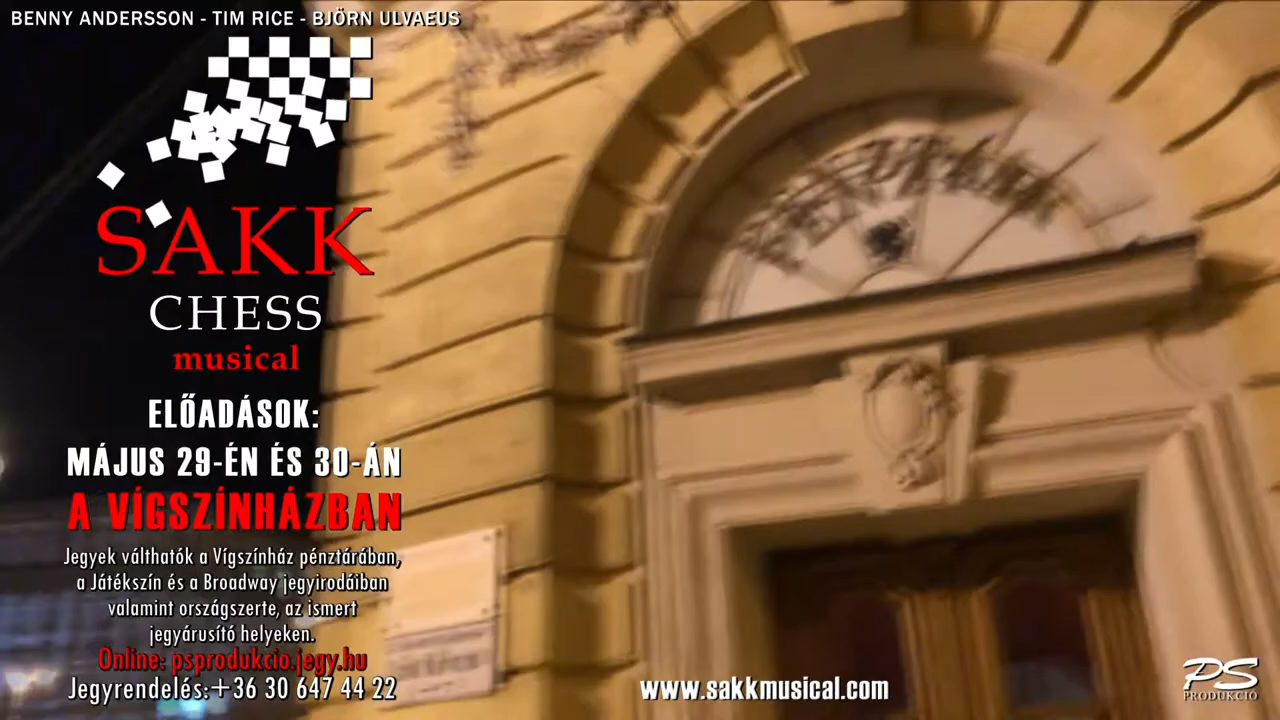 BENNY ANDERSSON - TIM RICE - BJÖRN ULVAEUS
SAKK
CHESS
musical
ELŐADÁSOK:
MÁJUS 29-ÉN ÉS 30-ÁN
A VÍGSZÍNHÁZBAN
Jegyek válthatók a Vígszínház pénztárában,
a Játékszín és a Broadway jegyirodáiban
valamint országszerte, az ismert
jegyárusító helyeken.
Online: psprodukcio.jegy.hu
Jegyrendelés:+36 30 647 44 22
www.sakkmusical.com
PS
PRODUKCIÓ